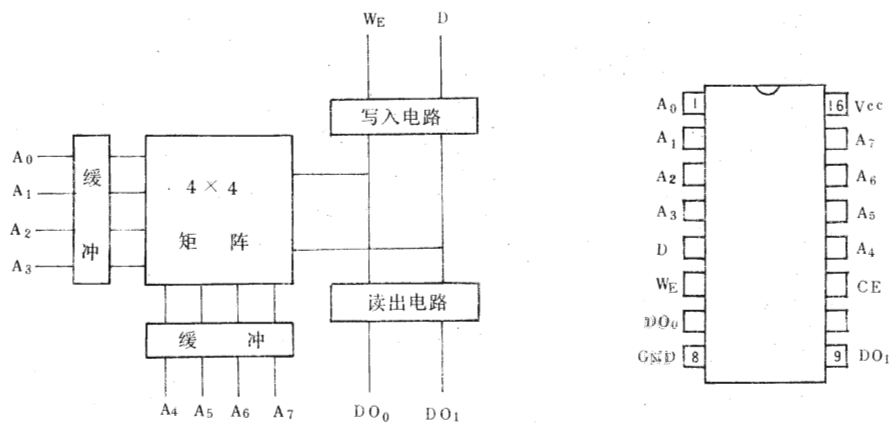 WE D
写入电路
A0
A1
A2
A3
缓
冲
4×4
矩 阵
读出电路
缓 冲
A4 A5 A6 A7
DO0 DO1
A0 1 16 Vcc
A1 A7
A2 A6
A3 A5
D A4
WE CE
DO0
GND 8 9 DO1